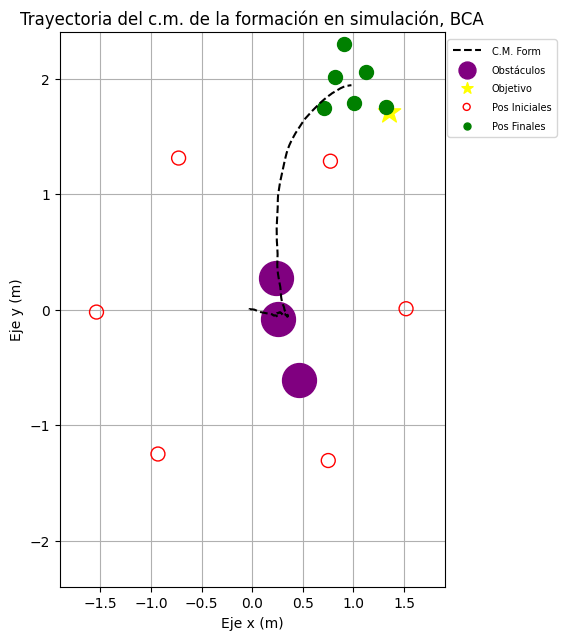 Trayectoria del c.m. de la formación en simulación, BCA
C.M. Form
Obstáculos
Objetivo
Pos Iniciales
Pos Finales
Eje y (m)
2
1
0
−1
−2
−1.5
−1.0
−0.5
0.0
0.5
1.0
1.5
Eje x (m)